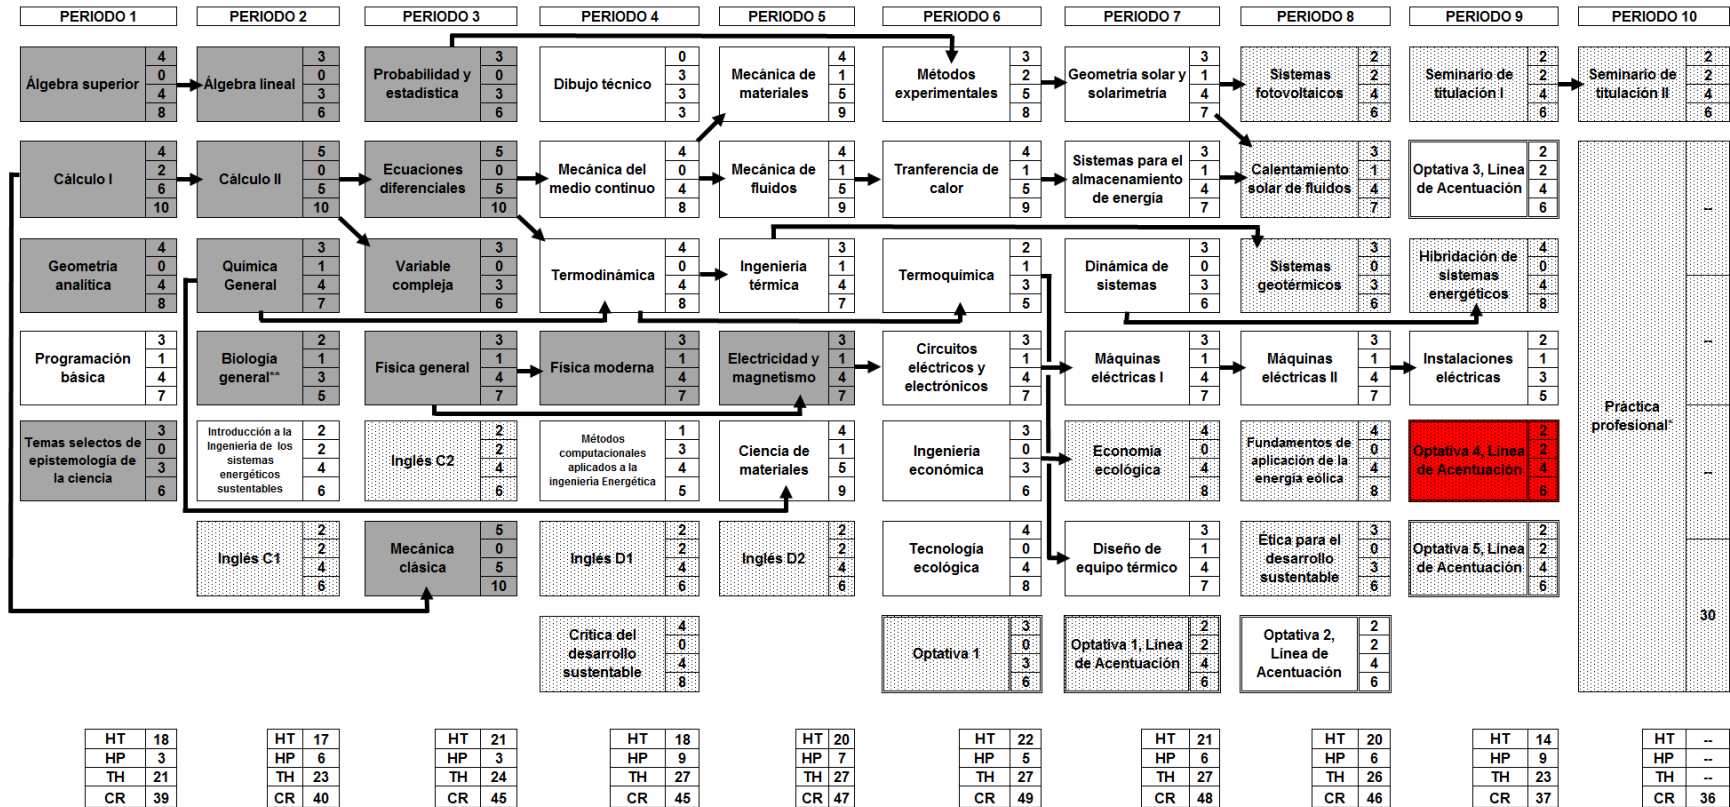 PERIODO 1
PERIODO 2
PERIODO 3
PERIODO 4
PERIODO 5
PERIODO 6
PERIODO 7
PERIODO 8
PERIODO 9
PERIODO 10
Álgebra superior
4
0
4
8
Álgebra lineal
3
0
3
6
Probabilidad y
estadística
3
0
3
6
Dibujo técnico
0
3
3
3
Mecánica de
materiales
4
1
5
9
Métodos
experimentales
3
2
5
8
Geometría solar y
solarimetría
3
1
4
7
Sistemas
fotovoltaicos
2
2
4
6
Seminario de
titulación I
2
2
4
6
Seminario de
titulación II
2
2
4
6
Cálculo I
4
2
6
10
Cálculo II
5
0
5
10
Ecuaciones
diferenciales
5
0
5
10
Mecánica del
medio continuo
4
0
4
8
Mecánica de
fluidos
4
1
5
9
Tranferencia de
calor
4
1
5
9
Sistemas para el
almacenamiento
de energía
3
1
4
7
Calentamiento
solar de fluidos
3
1
4
7
Optativa 3, Línea
de Acentuación
2
2
4
6
Geometría
analítica
4
0
4
8
Química
General
3
1
4
7
Variable
compleja
3
0
3
6
Termodinámica
4
0
4
8
Ingeniería
térmica
3
1
4
7
Termoquímica
2
1
3
5
Dinámica de
sistemas
3
0
3
6
Sistemas
geotérmicos
3
0
3
6
Hibridación de
sistemas
energéticos
4
0
4
8
Programación
básica
3
1
4
7
Biología
general**
2
1
3
5
Física general
3
1
4
7
Física moderna
3
1
4
7
Electricidad y
magnetismo
3
1
4
7
Circuitos
eléctricos y
electrónicos
3
1
4
7
Máquinas
eléctricas I
3
1
4
7
Máquinas
eléctricas II
3
1
4
7
Instalaciones
eléctricas
2
1
3
5
Práctica
profesional*
--
--
--
30
Temas selectos de
epistemología de
la ciencia
3
0
3
6
Introducción a la
Ingeniería de los
sistemas
energéticos
sustentables
2
2
4
6
Inglés C2
2
2
4
6
Métodos
computacionales
aplicados a la
ingeniería Energética
1
3
4
5
Ciencia de
materiales
4
1
5
9
Ingeniería
económica
3
0
3
6
Economía
ecológica
4
0
4
8
Fundamentos de
aplicación de la
energía eólica
4
0
4
8
Optativa 4, Línea
de Acentuación
2
2
4
6
Inglés C1
2
2
4
6
Mecánica
clásica
5
0
5
10
Inglés D1
2
2
4
6
Inglés D2
2
2
4
6
Tecnología
ecológica
4
0
4
8
Diseño de
equipo térmico
3
1
4
7
Ética para el
desarrollo
sustentable
3
0
3
6
Optativa 5, Línea
de Acentuación
2
2
4
6
Crítica del
desarrollo
sustentable
4
0
4
8
Optativa 1
3
0
3
6
Optativa 1, Línea
de Acentuación
2
2
4
6
Optativa 2,
Línea de
Acentuación
2
2
4
6
HT 18
HP 3
TH 21
CR 39
HT 17
HP 6
TH 23
CR 40
HT 21
HP 3
TH 24
CR 45
HT 18
HP 9
TH 27
CR 45
HT 20
HP 7
TH 27
CR 47
HT 22
HP 5
TH 27
CR 49
HT 21
HP 6
TH 27
CR 48
HT 20
HP 6
TH 26
CR 46
HT 14
HP 9
TH 23
CR 37
HT --
HP --
TH --
CR 36